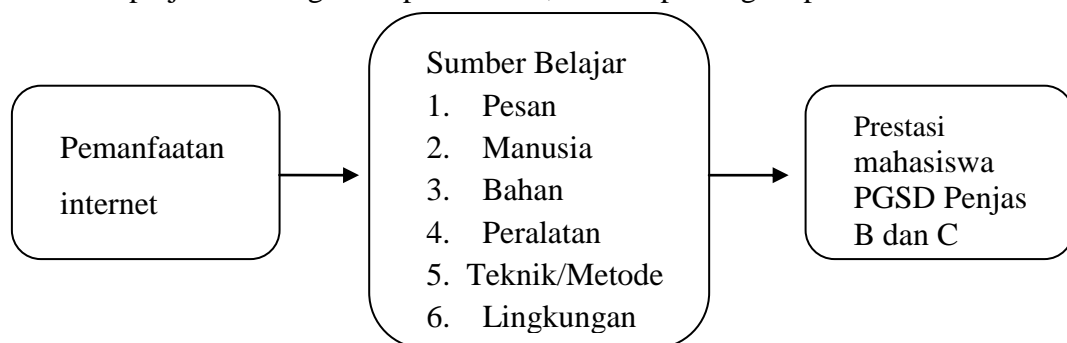 Pemanfaatan
internet
Sumber Belajar
1. Pesan
2. Manusia
3. Bahan
4. Peralatan
5. Teknik/Metode
6. Lingkungan
Prestasi
mahasiswa
PGSD Penjas
B dan C